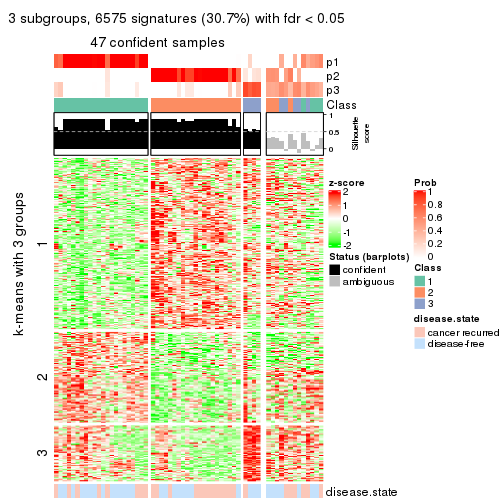 3 subgroups, 6575 signatures (30.7%) with fdr < 0.05
47 confident samples
p1
p2
p3
Class
1
0.5
0
Silhouette
score
k-means with 3 groups
1
2
3
disease.state
z-score
2
1
0
-1
-2
Status (barplots)
confident
ambiguous
Prob
1
0.8
0.6
0.4
0.2
0
Class
1
2
3
disease.state
cancer recurred
disease-free